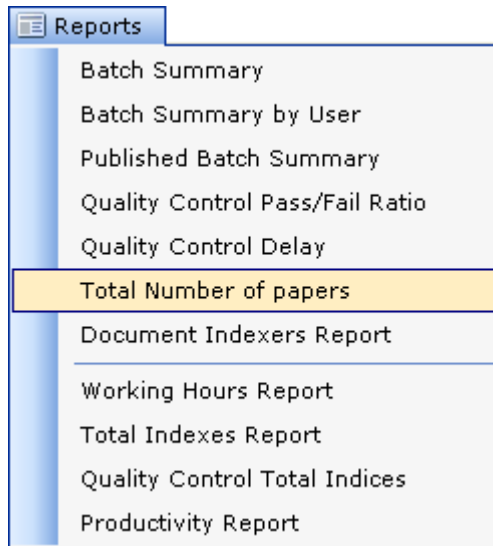 Reports
Batch Summary
Batch Summary by User
Published Batch Summary
Quality Control Pass/Fail Ratio
Quality Control Delay
Total Number of papers
Document Indexers Report
Working Hours Report
Total Indexes Report
Quality Control Total Indices
Productivity Report